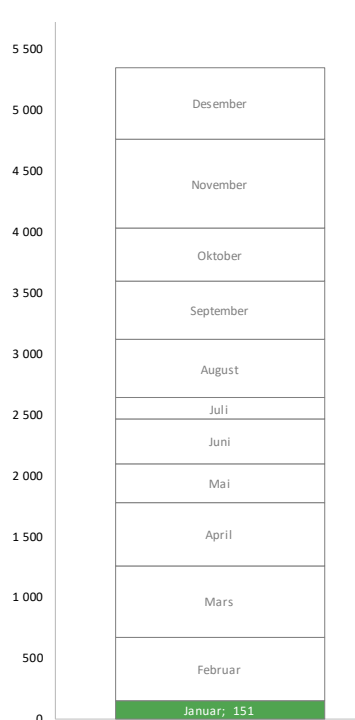 5 500
5 000
4 500
4 000
3 500
3 000
2 500
2 000
1 500
1 000
500
0
Desember
November
Oktober
September
August
Juli
Juni
Mai
April
Mars
Februar
Januar; 151